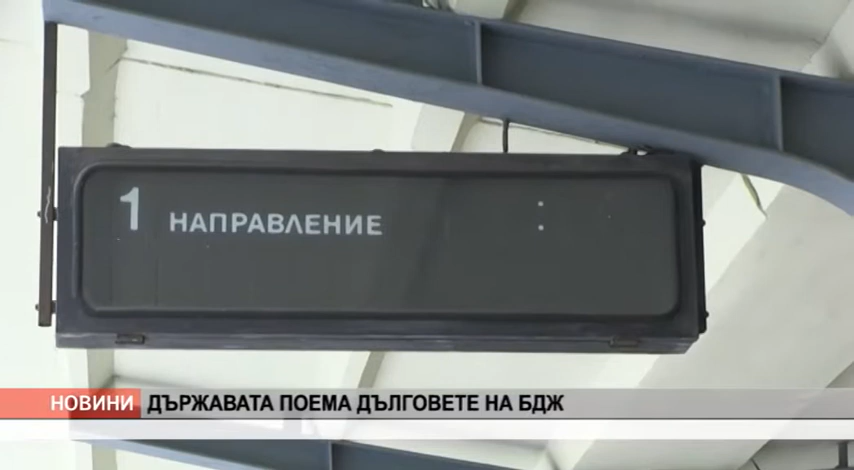 1 НАПРАВЛЕНИЕ :
НОВИНИ ДЪРЖАВАТА ПОЕМА ДЪЛГОВЕТЕ НА БДЖ